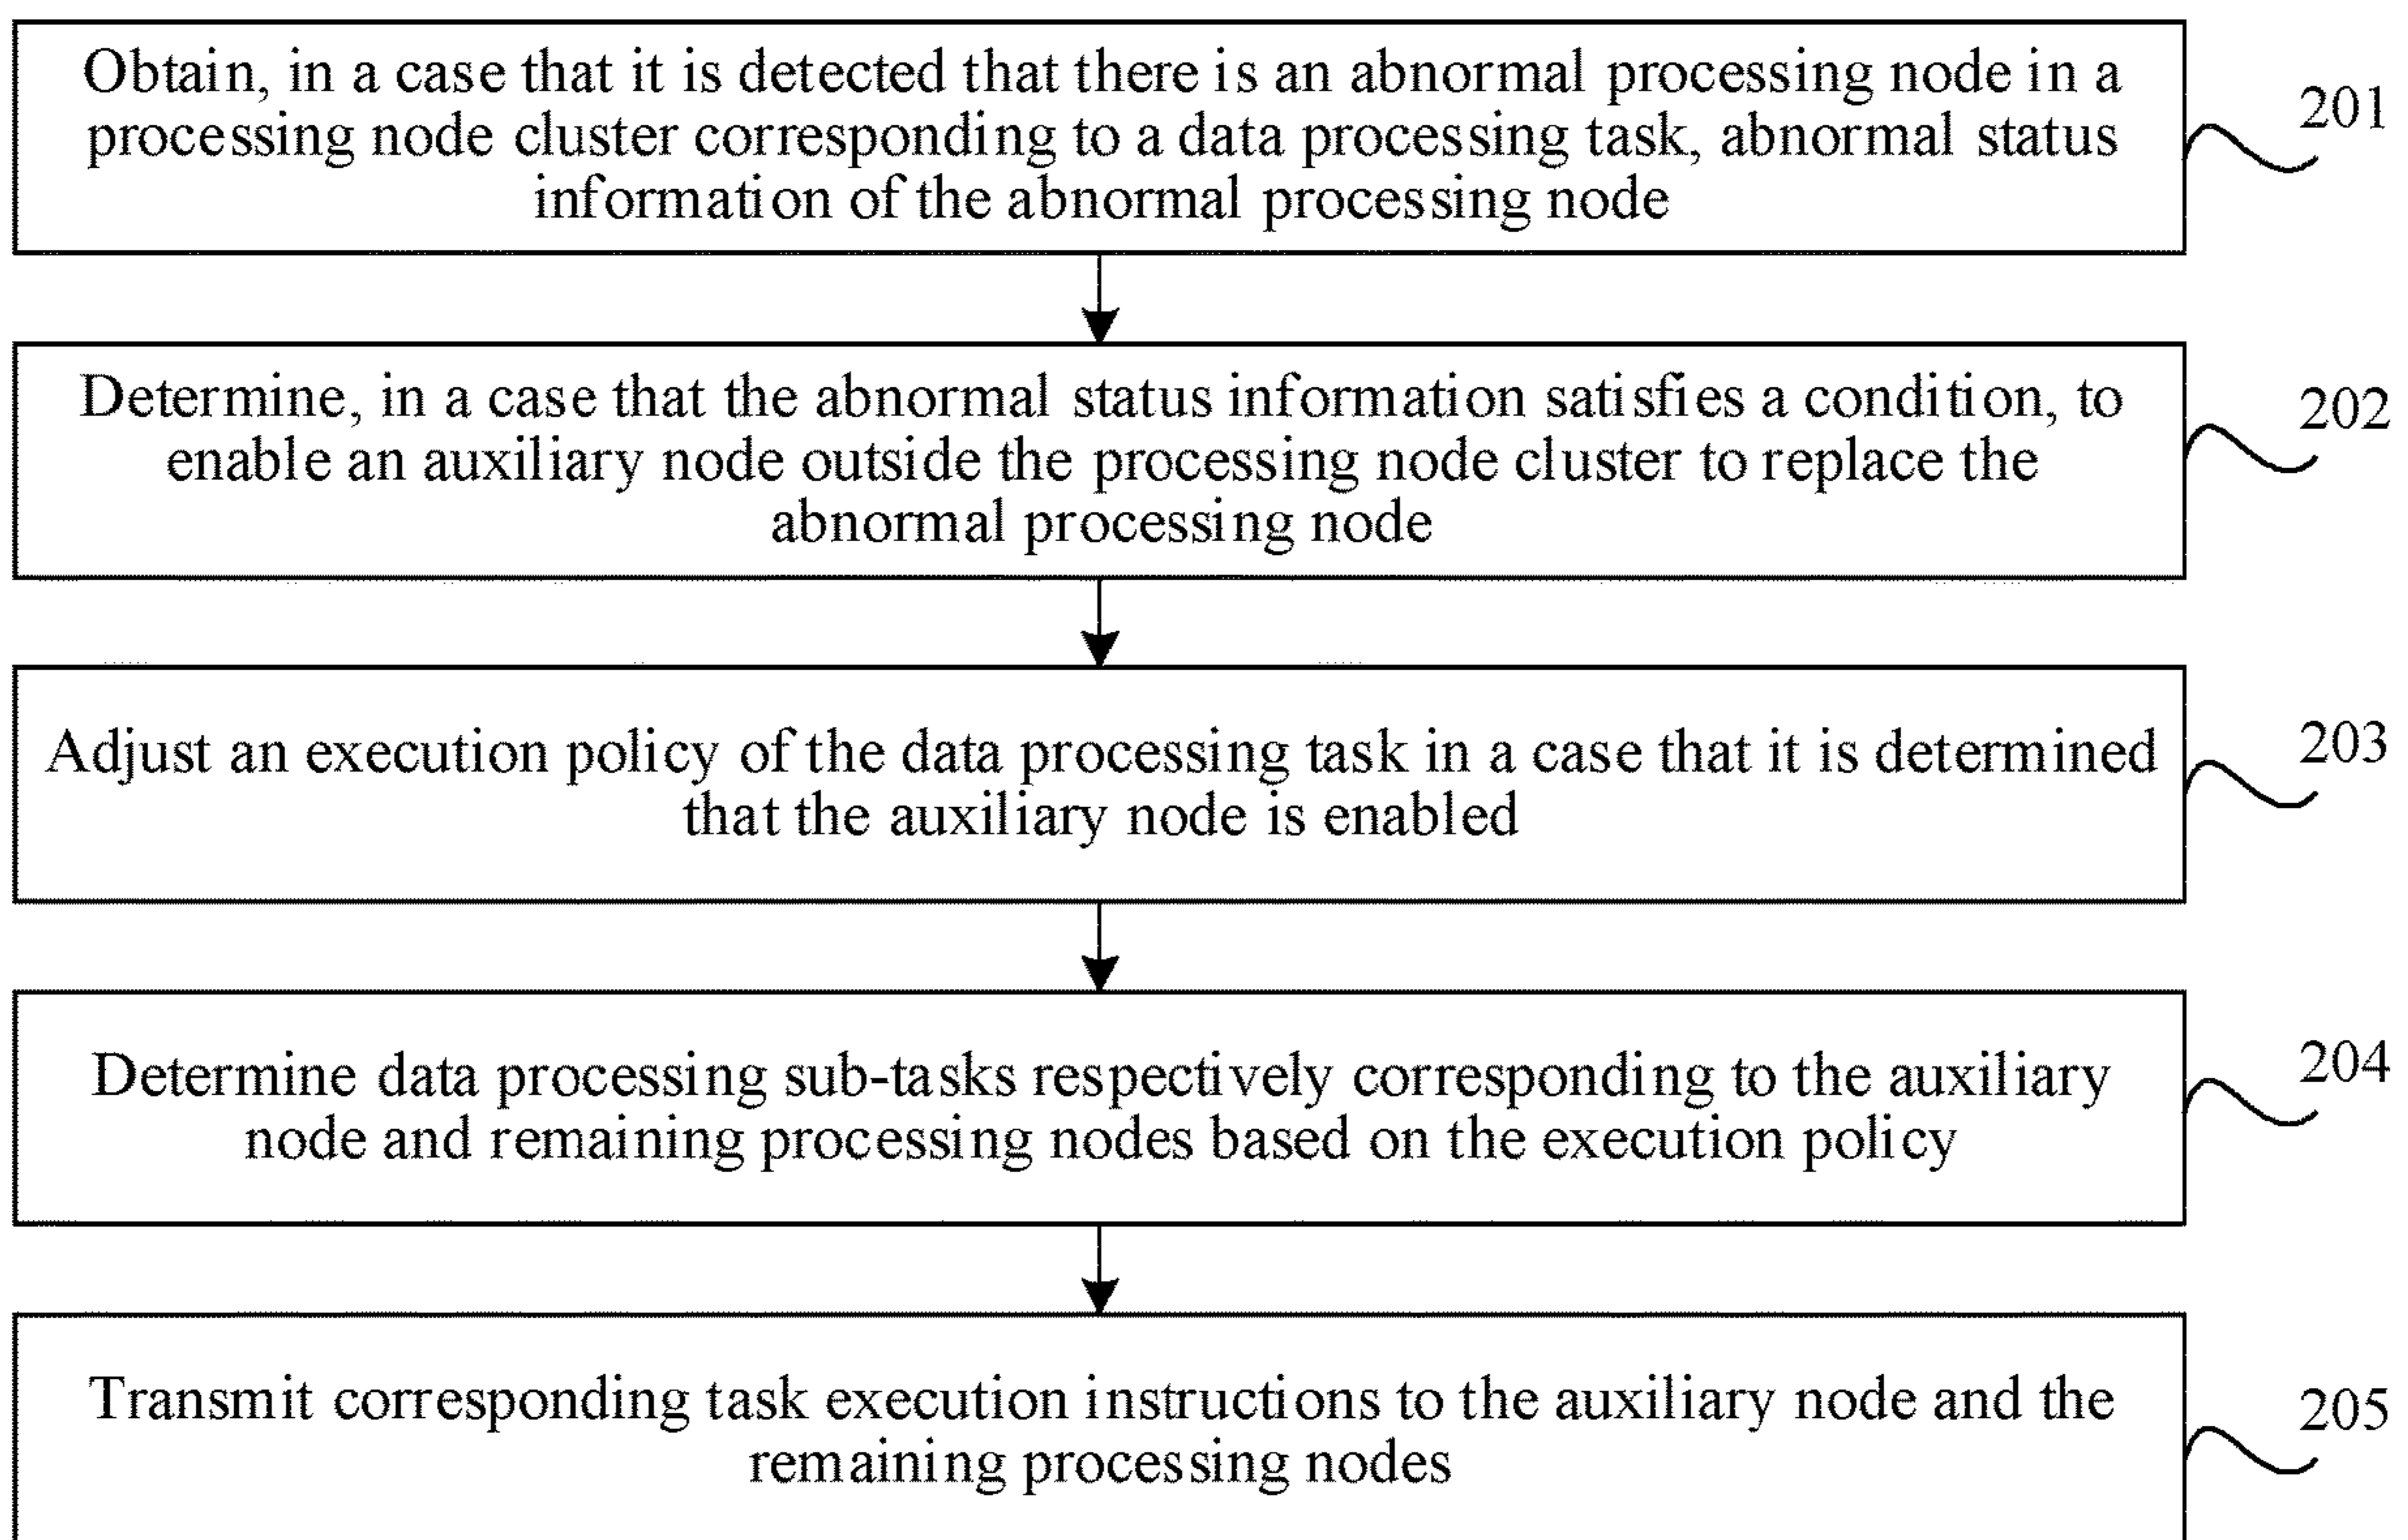 Obtain, in a case that it is detected that there is an abnormal processing node in a
processing node cluster corresponding to a data processing task, abnormal status
information of the abnormal processing node
201
Determine, in a case that the abnormal status information satisfies a condition, to
enable an auxiliary node outside the processing node cluster to replace the
abnormal processing node
202
Adjust an execution policy of the data processing task in a case that it is determined
that the auxiliary node is enabled
203
Determine data processing sub-tasks respectively corresponding to the auxiliary
node and remaining processing nodes based on the execution policy
204
Transmit corresponding task execution instructions to the auxiliary node and the
remaining processing nodes
205